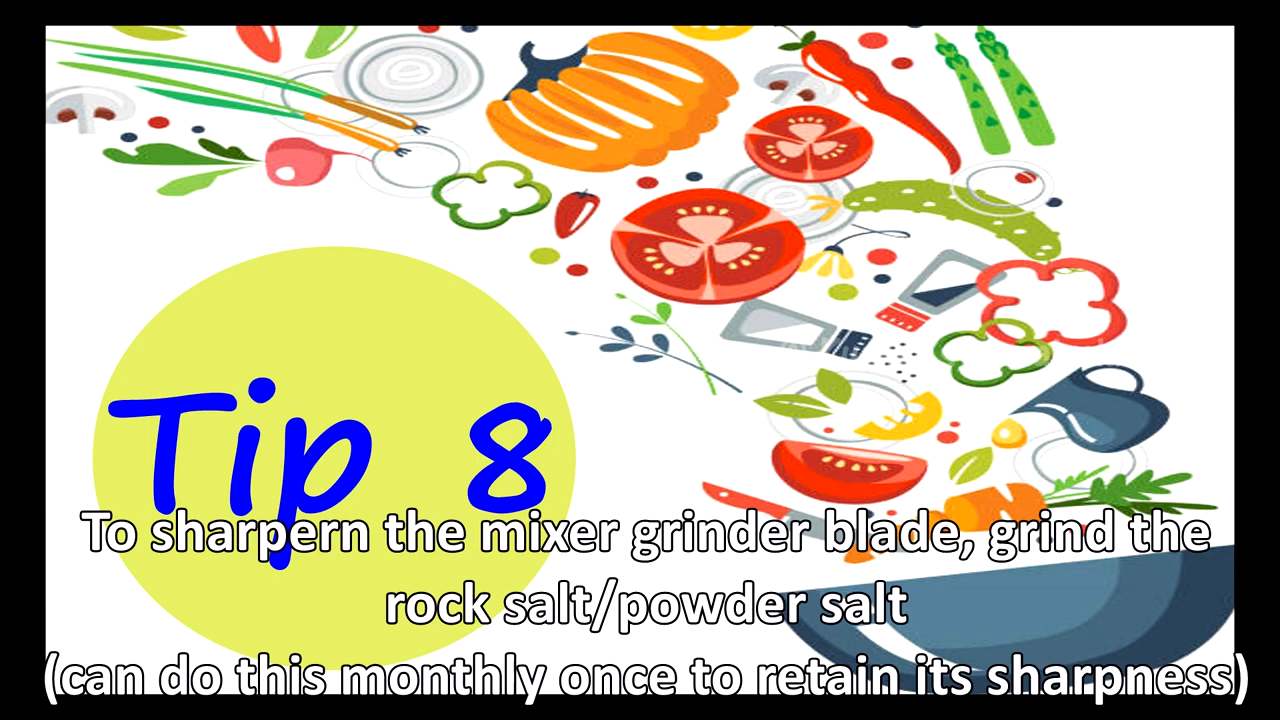 Tip 8
To sharpern the mixer grinder blade, grind the
rock salt/powder salt
(can do this monthly once to retain its sharpness)